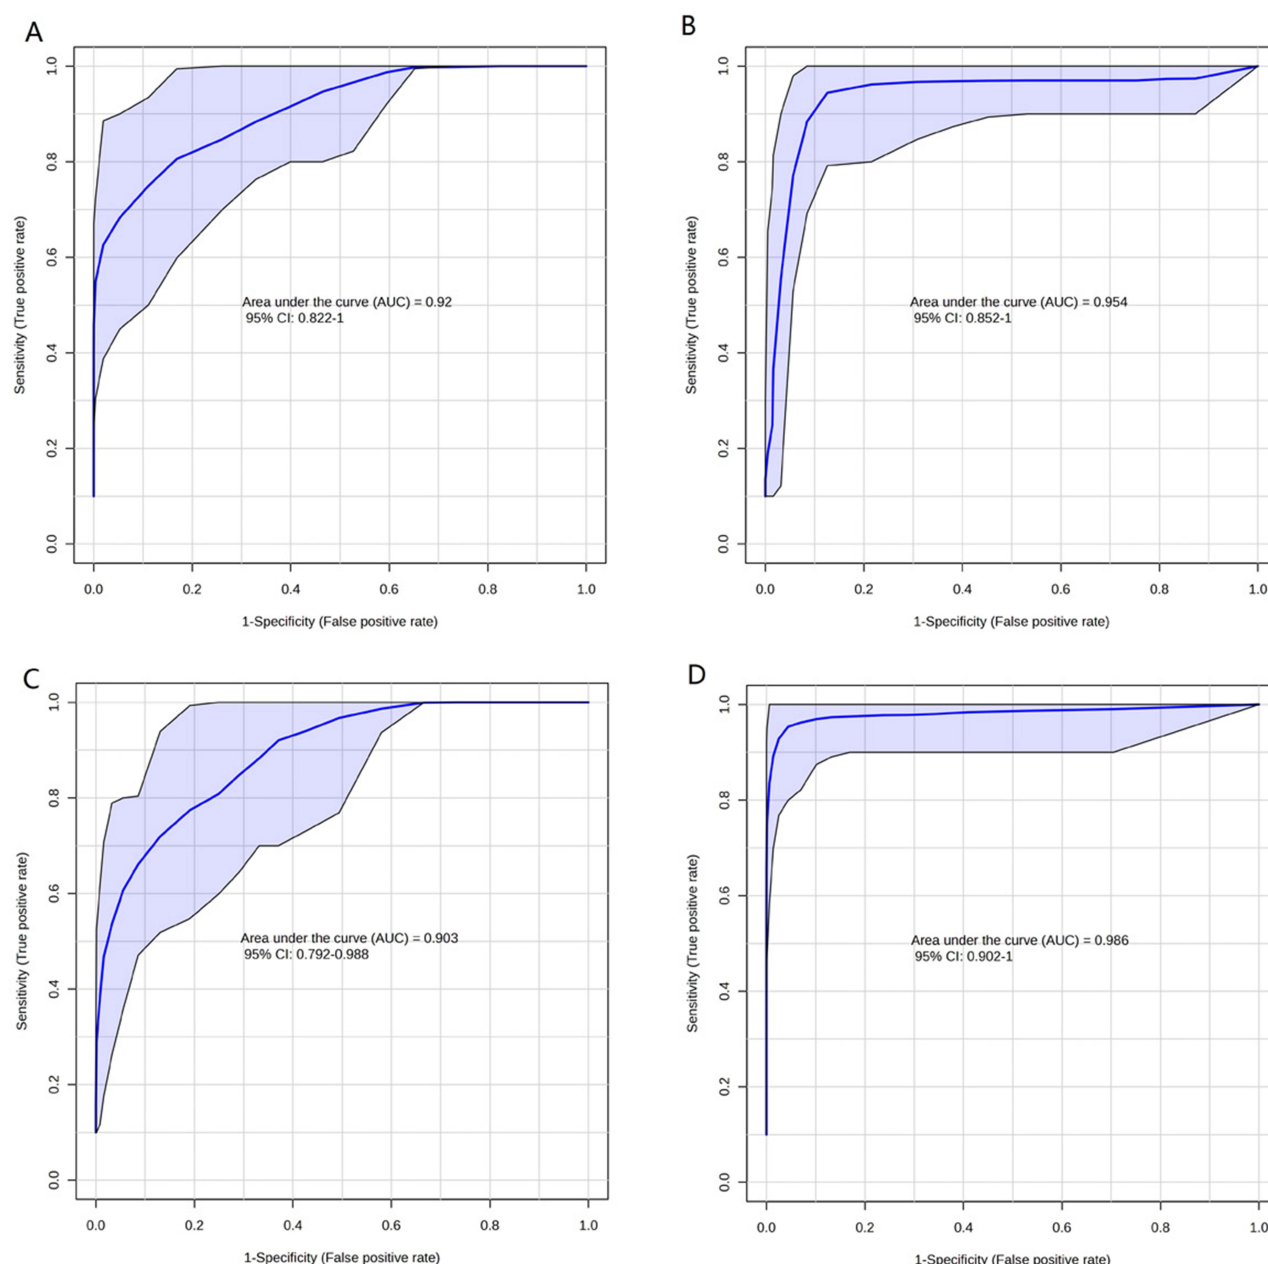 A
1.0
0.8
0.6
0.4
0.2
0.0
Sensitivity (True positive rate)
Area under the curve (AUC) = 0.92
95% CI: 0.822-1
0.0 0.2 0.4 0.6 0.8 1.0
1-Specificity (False positive rate)
B
1.0
0.8
0.6
0.4
0.2
0.0
Sensitivity (True positive rate)
Area under the curve (AUC) = 0.954
95% CI: 0.852-1
0.0 0.2 0.4 0.6 0.8 1.0
1-Specificity (False positive rate)
C
1.0
0.8
0.6
0.4
0.2
0.0
Sensitivity (True positive rate)
Area under the curve (AUC) = 0.903
95% CI: 0.792-0.988
0.0 0.2 0.4 0.6 0.8 1.0
1-Specificity (False positive rate)
D
1.0
0.8
0.6
0.4
0.2
0.0
Sensitivity (True positive rate)
Area under the curve (AUC) = 0.986
95% CI: 0.902-1
0.0 0.2 0.4 0.6 0.8 1.0
1-Specificity (False positive rate)